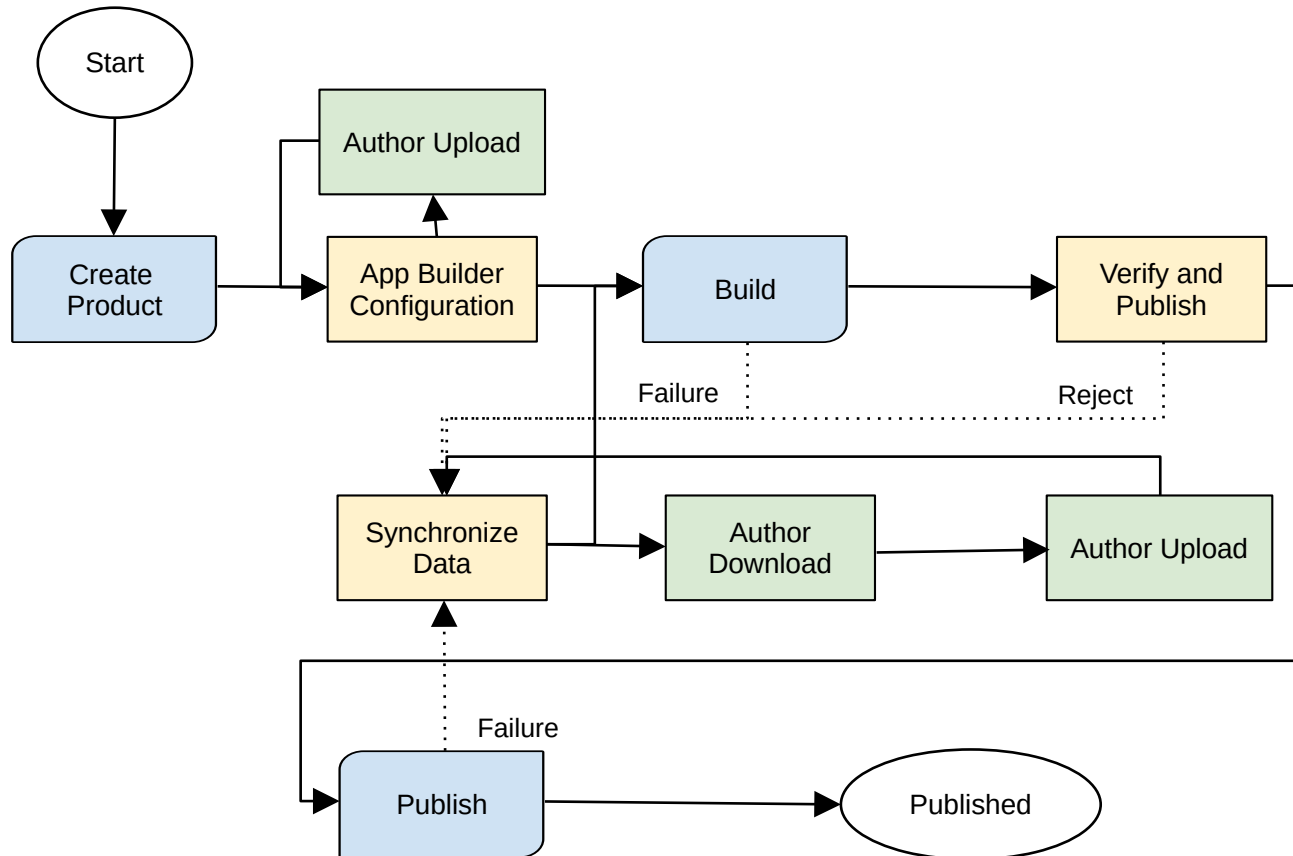 Start
Author Upload
Create
Product
App Builder
Configuration
Build
Verify and
Publish
Failure
Reject
Synchronize
Data
Author
Download
Author Upload
Failure
Publish
Published